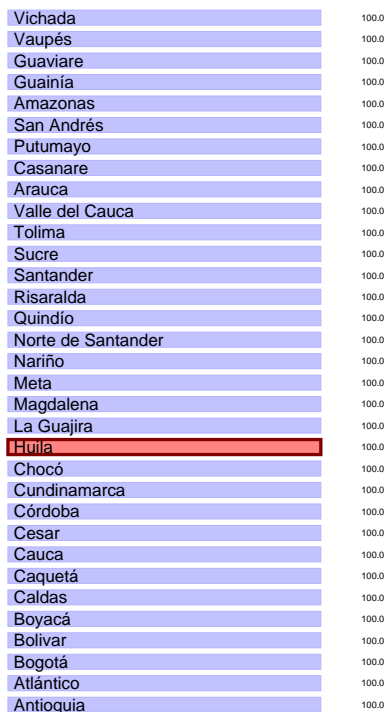 Vichada 100.0
Vaupés 100.0
Guaviare 100.0
Guainía 100.0
Amazonas 100.0
San Andrés 100.0
Putumayo 100.0
Casanare 100.0
Arauca 100.0
Valle del Cauca 100.0
Tolima 100.0
Sucre 100.0
Santander 100.0
Risaralda 100.0
Quindío 100.0
Norte de Santander 100.0
Nariño 100.0
Meta 100.0
Magdalena 100.0
La Guajira 100.0
Huila 100.0
Chocó 100.0
Cundinamarca 100.0
Córdoba 100.0
Cesar 100.0
Cauca 100.0
Caquetá 100.0
Caldas 100.0
Boyacá 100.0
Bolivar 100.0
Bogotá 100.0
Atlántico 100.0
Antioquia 100.0